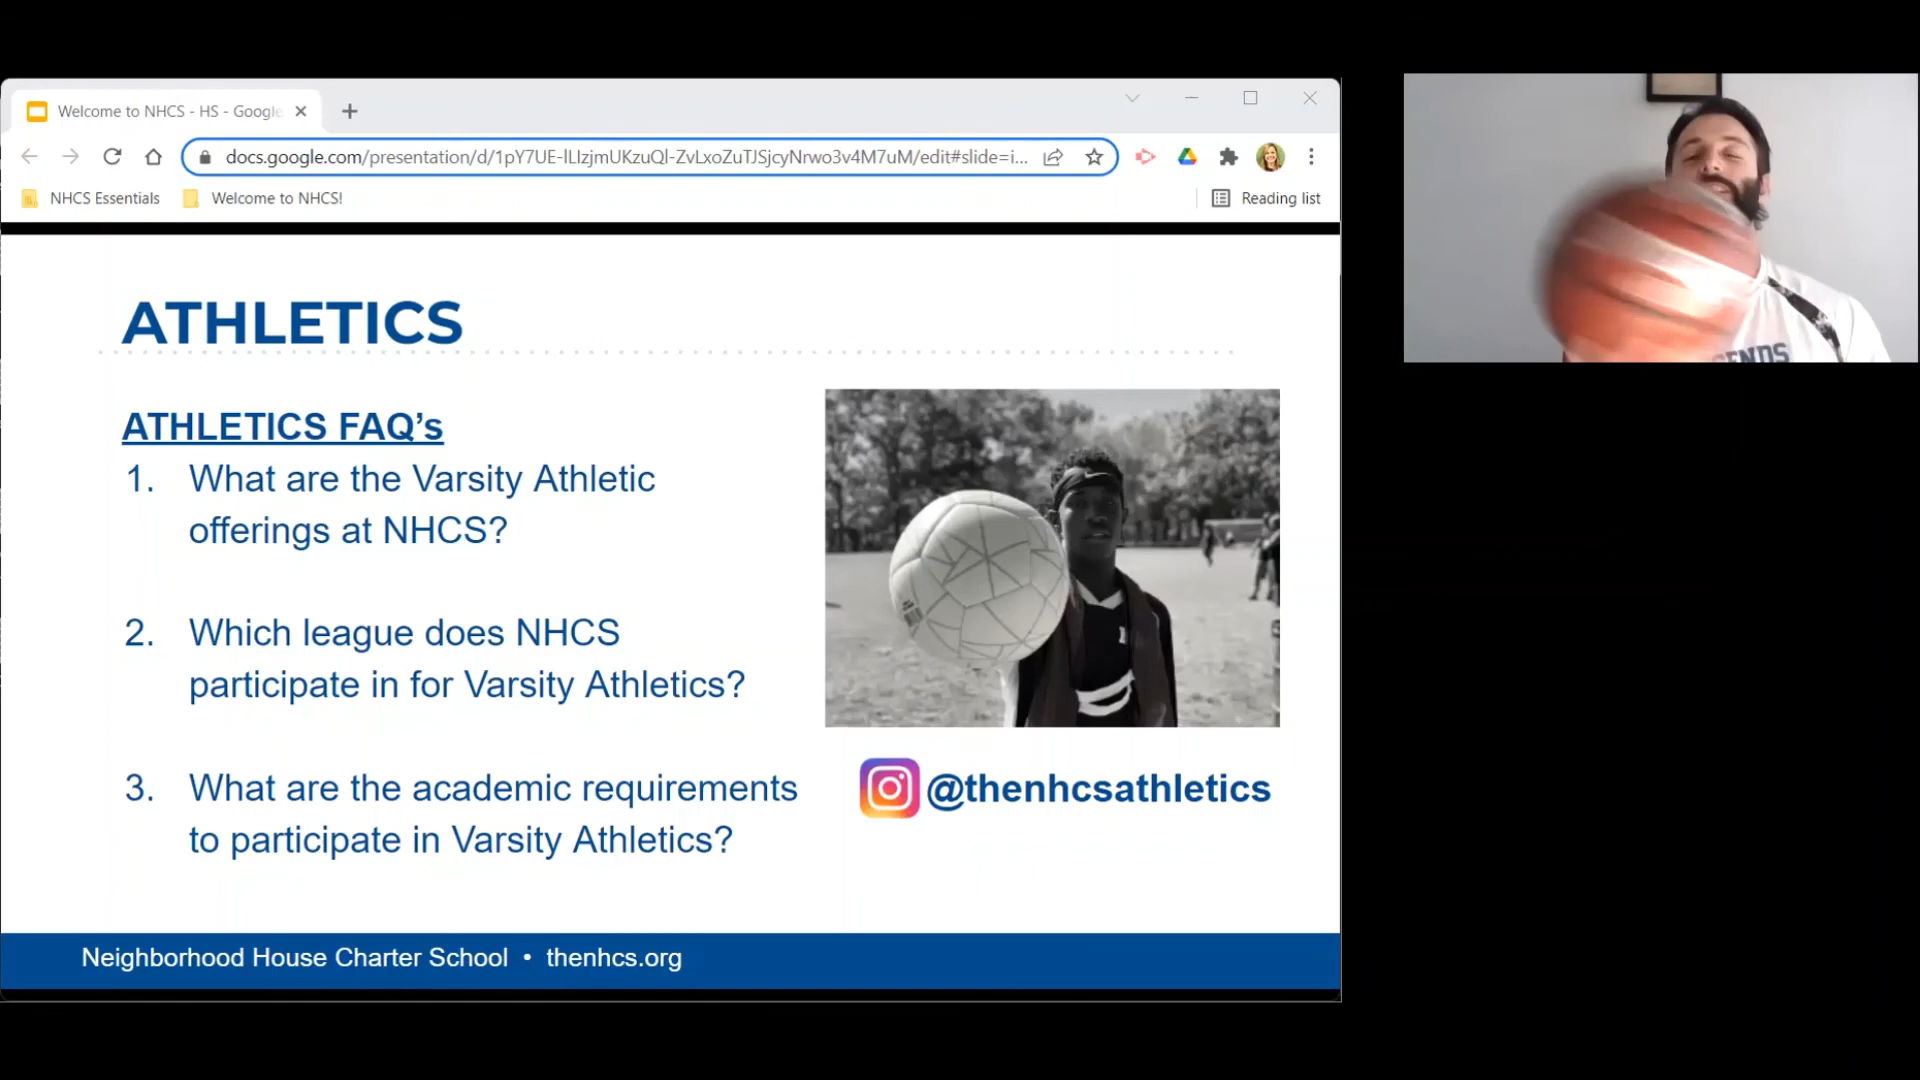 Welcome to NHCS - HS - Google
docs.google.com/presentation/d/1pY7UE-lLIzjmUKzuQl-ZvLxoZuTJSjcyNrwo3v4M7uM/edit#slide=i...
NHCS Essentials
Welcome to NHCS!
Reading list
ATHLETICS
ATHLETICS FAQ’s
1. What are the Varsity Athletic
offerings at NHCS?
2. Which league does NHCS
participate in for Varsity Athletics?
3. What are the academic requirements
to participate in Varsity Athletics?
@thenhcsathletics
Neighborhood House Charter School • thenhcs.org